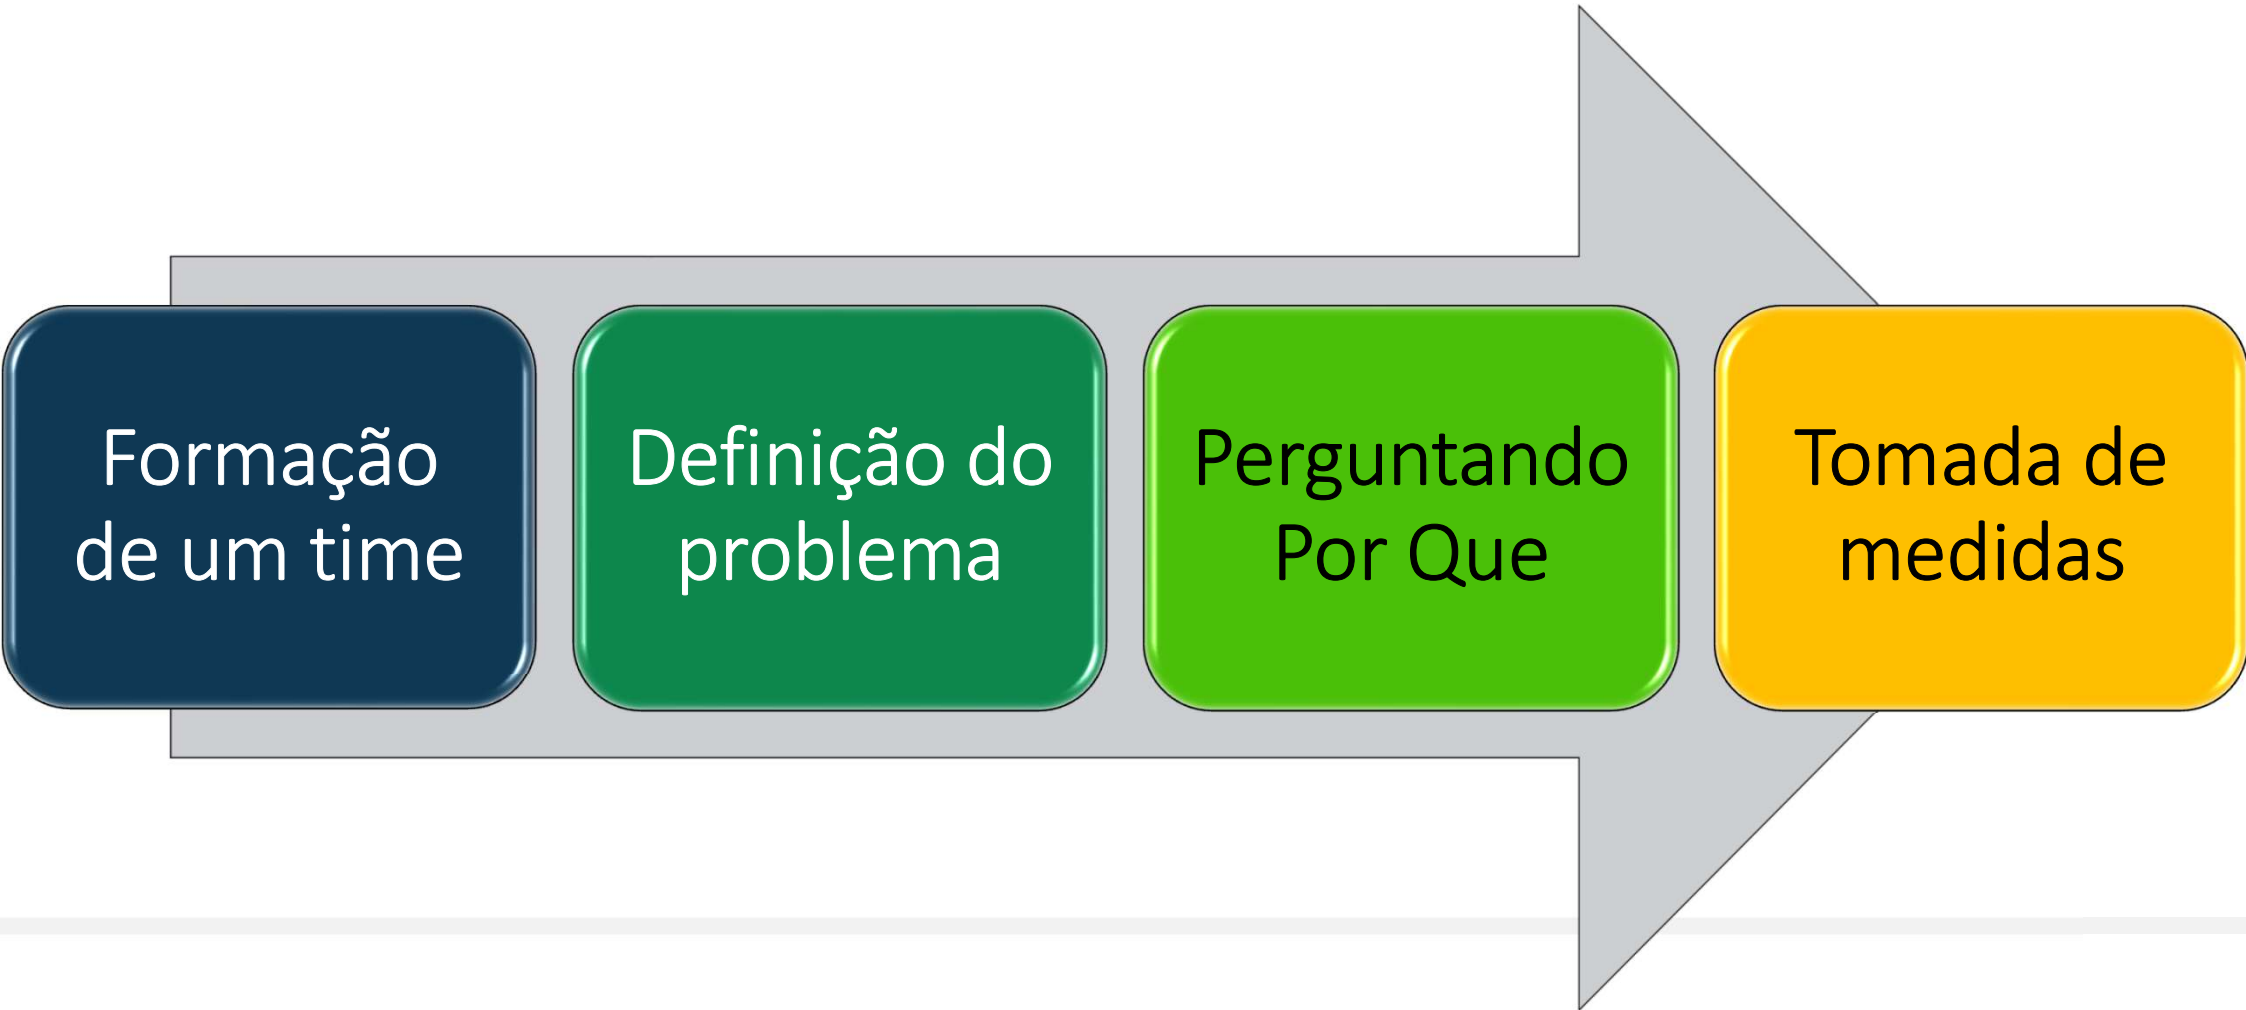 Formação
de um time
Definição do
problema
Perguntando
Por Que
Tomada de
medidas